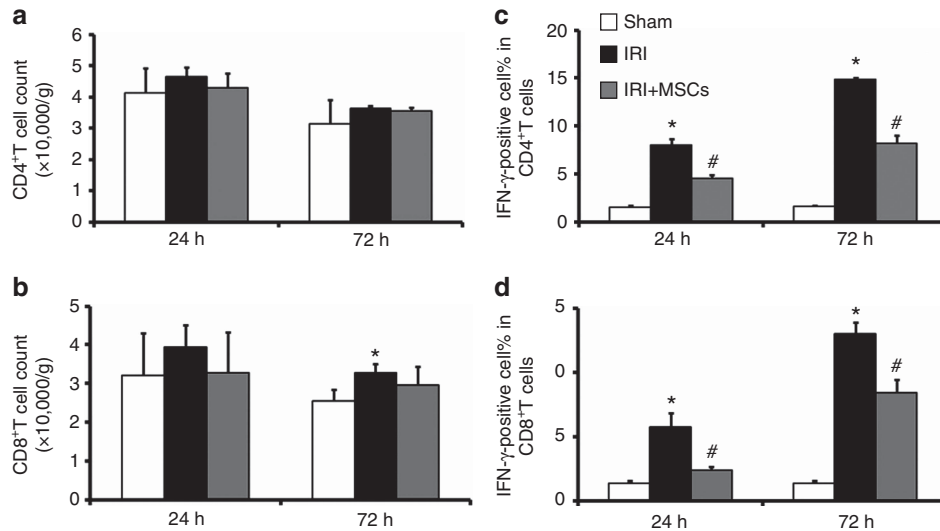 a
CD4+T cell count
(×10,000/g)
6
5
4
3
2
1
0
24 h
72 h
b
CD8+T cell count
(×10,000/g)
5
4
3
2
1
0
24 h
72 h
*
c
IFN-γ-positive cell% in
CD4+T cells
20
15
10
5
0
Sham
IRI
IRI+MSCs
*
#
*
#
24 h
72 h
d
IFN-γ-positive cell% in
CD8+T cells
5
0
5
0
*
#
*
#
24 h
72 h